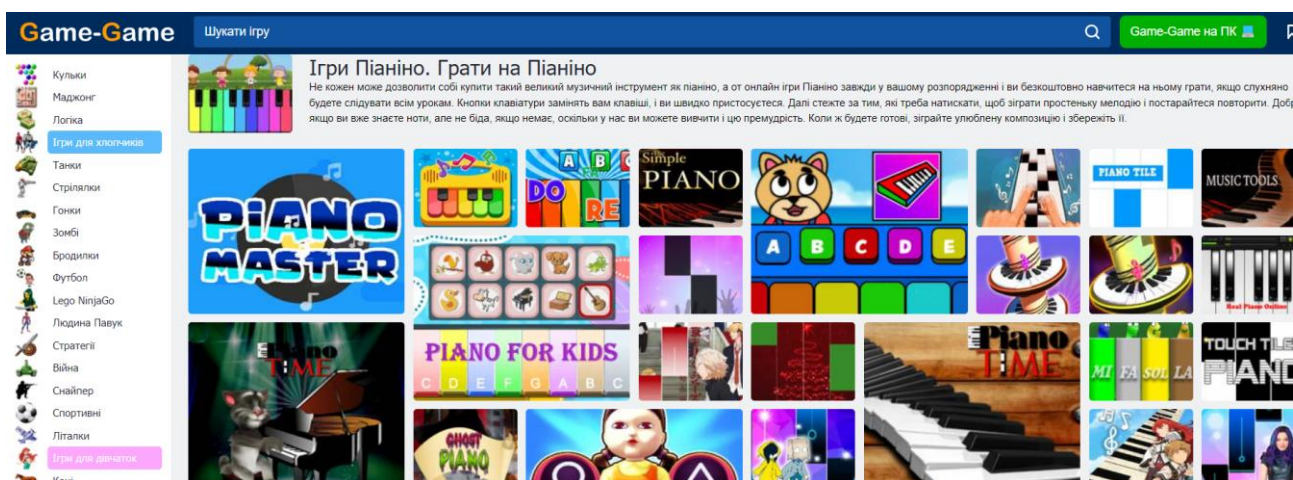 Game-Game
Шукати ігру
Game-Game на ПК
Кульки
Маджонг
Логіка
Ігри для хлопчиків
Танки
Стрілялки
Гонки
Зомбі
Бродилки
Футбол
Lego NinjaGo
Людина Павук
Стратегії
Війна
Снайпер
Спортивні
Літалки
Ігри для дівчаток
Ігри Піаніно. Грати на Піаніно
Не кожен може дозволити собі купити такий великий музичний інструмент як піаніно, а от онлайн ігри Піаніно завжди у вашому розпорядженні і ви безкоштовно навчитеся на ньому грати, якщо слухняно
будете слідувати всім урокам. Кнопки клавіатури замінять вам клавіші, і ви швидко пристосуєтеся. Далі стежте за тим, які треба натискати, щоб зіграти простеньку мелодію і постарайтеся повторити.
якщо ви вже знаєте ноти, але не біда, якщо немає, оскільки у нас ви можете вивчити і цю премудрість. Коли ж будете готові, зіграйте улюблену композицію і збережіть її.
PIANO
MASTER
A B
DO RE
Simple
PIANO
A B C D E
PIANO TILE
MUSIC TOOLS
Real Piano Online
Piano
TIME
PIANO FOR KIDS
C D E F G A B C
Piano
TIME
MI FA SOL LA
TOUCH TILE
PIANO
GHOST
PIANO